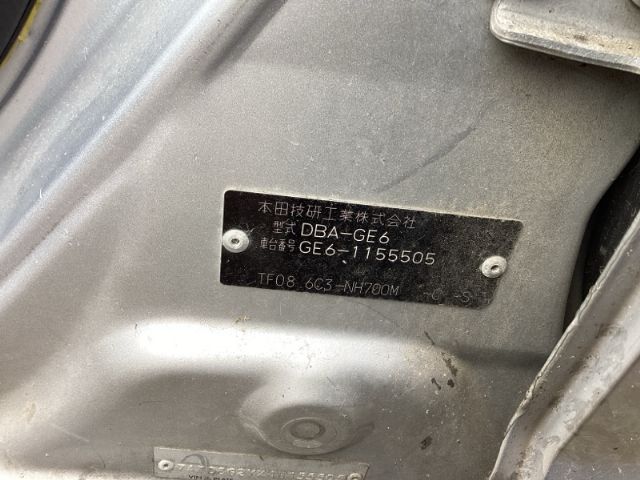 本田技研工業株式会社
型式 DBA-GE6
車台番号 GE6-1155505
TF08 6C3-NH700M -C -S